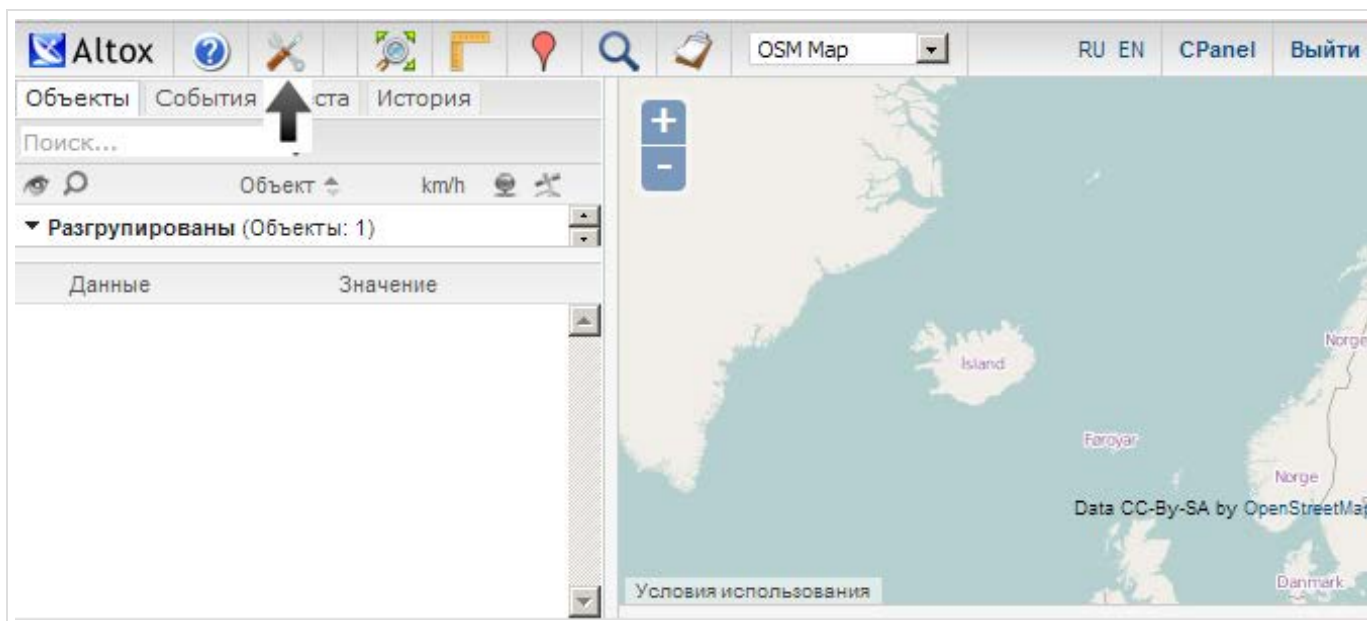 Altox OSM Map RU EN CPanel Выйти
Объекты События История
Поиск...
Объект km/h
Разгрупированы (Объекты: 1)
Данные Значение
+
-
Island
Norge
Føroyar
Norge
Data CC-By-SA by OpenStreetMap
Условия использования
Danmark